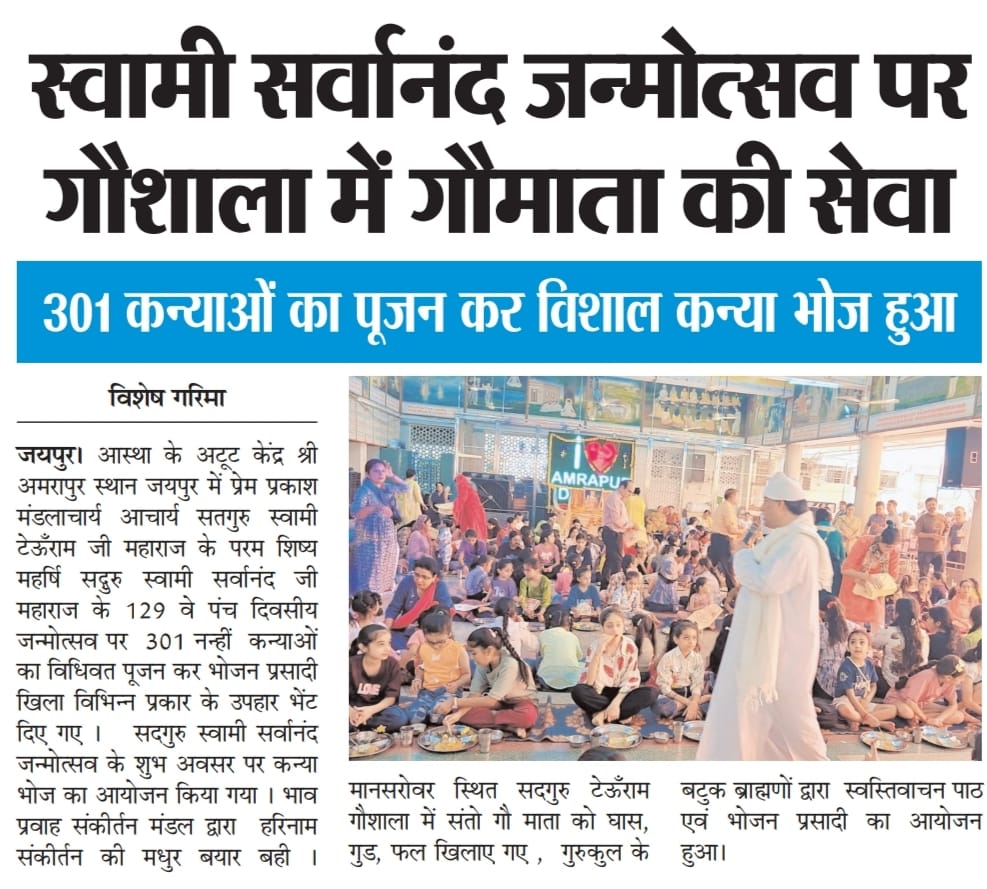 स्वामी सर्वानंद जन्मोत्सव पर
गौशाला में गौमाता की सेवा
301 कन्याओं का पूजन कर विशाल कन्या भोज हुआ
विशेष गरिमा
जयपुर। आस्था के अटूट केंद्र श्री
अमरापुर स्थान जयपुर में प्रेम प्रकाश
मंडलाचार्य आचार्य सतगुरु स्वामी
टेऊँराम जी महाराज के परम शिष्य
महर्षि सद्गुरु स्वामी सर्वानंद जी
महाराज के 129 वे पंच दिवसीय
जन्मोत्सव पर 301 नन्हीं कन्याओं
का विधिवत पूजन कर भोजन प्रसादी
खिला विभिन्न प्रकार के उपहार भेंट
दिए गए । सदगुरु स्वामी सर्वानंद
जन्मोत्सव के शुभ अवसर पर कन्या
भोज का आयोजन किया गया । भाव
प्रवाह संकीर्तन मंडल द्वारा हरिनाम
संकीर्तन की मधुर बयार बही ।
I
AMRAPU
D
मानसरोवर स्थित सदगुरु टेऊँराम
गौशाला में संतो गौ माता को घास,
गुड, फल खिलाए गए , गुरुकुल के
बटुक ब्राह्मणों द्वारा स्वस्तिवाचन पाठ
एवं भोजन प्रसादी का आयोजन
हुआ।